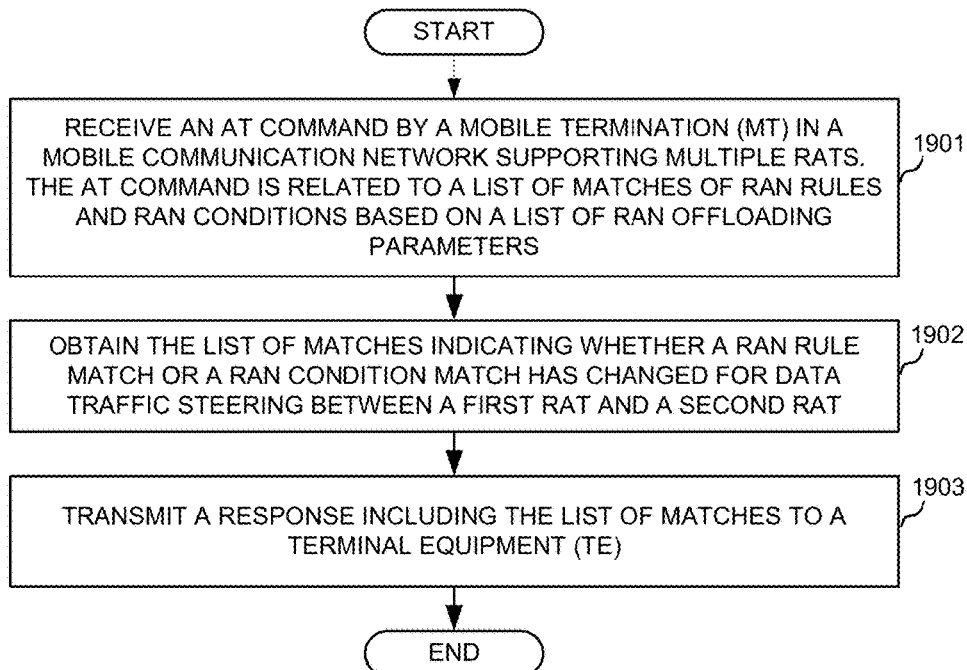 START
RECEIVE AN AT COMMAND BY A MOBILE TERMINATION (MT) IN A
MOBILE COMMUNICATION NETWORK SUPPORTING MULTIPLE RATS.
THE AT COMMAND IS RELATED TO A LIST OF MATCHES OF RAN RULES
AND RAN CONDITIONS BASED ON A LIST OF RAN OFFLOADING
PARAMETERS
1901
OBTAIN THE LIST OF MATCHES INDICATING WHETHER A RAN RULE
MATCH OR A RAN CONDITION MATCH HAS CHANGED FOR DATA
TRAFFIC STEERING BETWEEN A FIRST RAT AND A SECOND RAT
1902
TRANSMIT A RESPONSE INCLUDING THE LIST OF MATCHES TO A
TERMINAL EQUIPMENT (TE)
1903
END